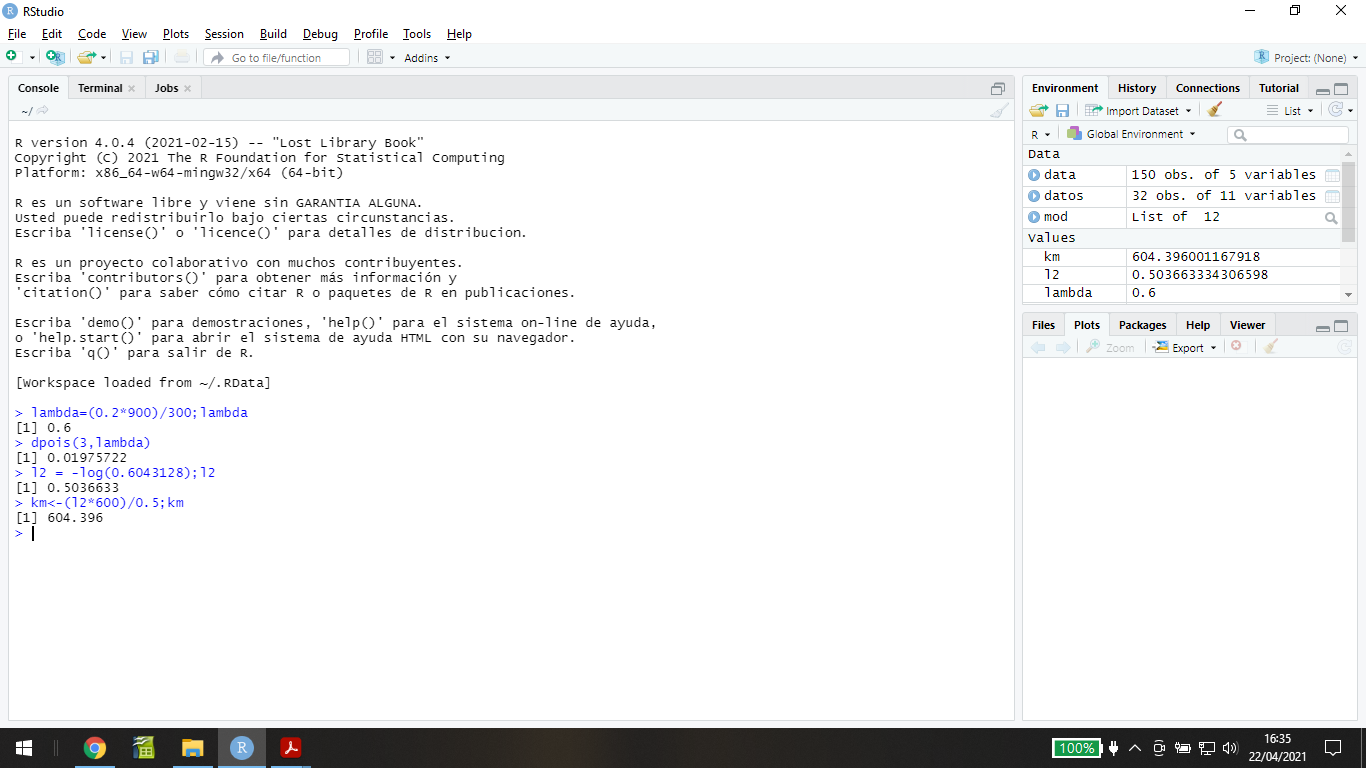 RStudio
File Edit Code View Plots Session Build Debug Profile Tools Help
Go to file/function Addins Project: (None)
Console Terminal Jobs
~/
R version 4.0.4 (2021-02-15) -- "Lost Library Book"
Copyright (C) 2021 The R Foundation for Statistical Computing
Platform: x86_64-w64-mingw32/x64 (64-bit)
R es un software libre y viene sin GARANTIA ALGUNA.
Usted puede redistribuirlo bajo ciertas circunstancias.
Escriba 'license()' o 'licence()' para detalles de distribucion.
R es un proyecto colaborativo con muchos contribuyentes.
Escriba 'contributors()' para obtener más información y
'citation()' para saber cómo citar R o paquetes de R en publicaciones.
Escriba 'demo()' para demostraciones, 'help()' para el sistema on-line de ayuda,
o 'help.start()' para abrir el sistema de ayuda HTML con su navegador.
Escriba 'q()' para salir de R.
[Workspace loaded from ~/.RData]
> lambda=(0.2*900)/300;lambda
[1] 0.6
> dpois(3,lambda)
[1] 0.01975722
> l2 = -log(0.6043128);l2
[1] 0.5036633
> km<-(l2*600)/0.5;km
[1] 604.396
>
Environment History Connections Tutorial
Import Dataset List
R Global Environment
Data
data 150 obs. of 5 variables
datos 32 obs. of 11 variables
mod List of 12
Values
km 604.396001167918
l2 0.503663334306598
lambda 0.6
Files Plots Packages Help Viewer
Zoom Export
100%
16:35
22/04/2021